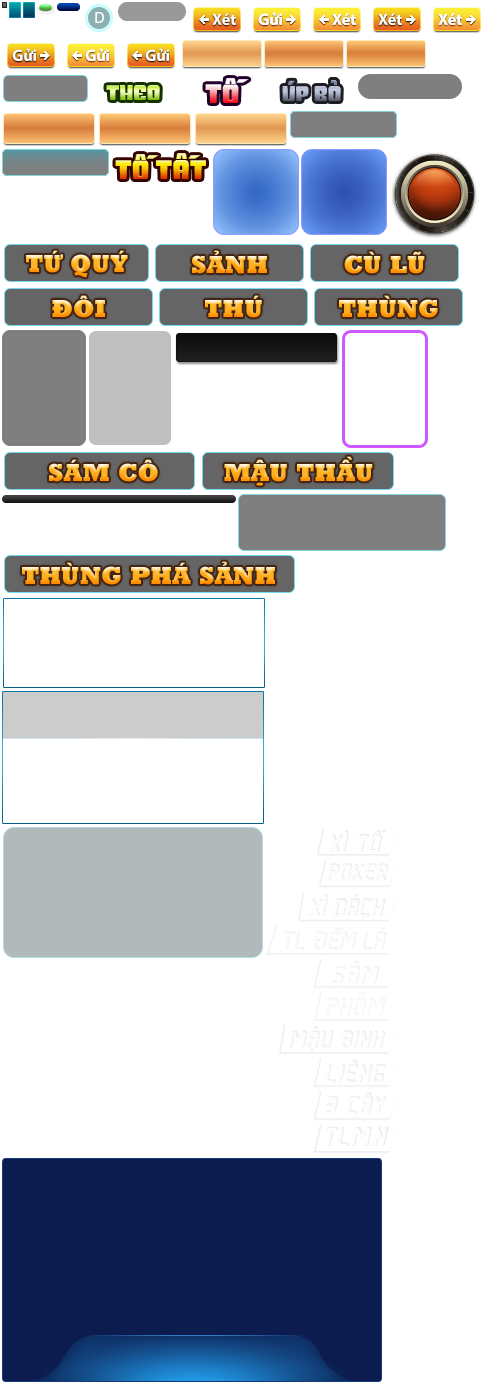 D ← Xét Gửi → ← Xét Xét → Xét →
Gửi → ← Gửi ← Gửi
THEO TỐ ÚP BỎ
TỐ TẤT
TỨ QUÝ SẢNH CÙ LŨ
ĐÔI THÚ THÙNG
SÁM CÔ MẬU THẦU
THÙNG PHÁ SẢNH
XÌ TỐ
POKER
XÌ DÁCH
TL ĐẾM LÁ
SÂM
PHỎM
MẬU BINH
LIÊNG
3 CÂY
TLMN